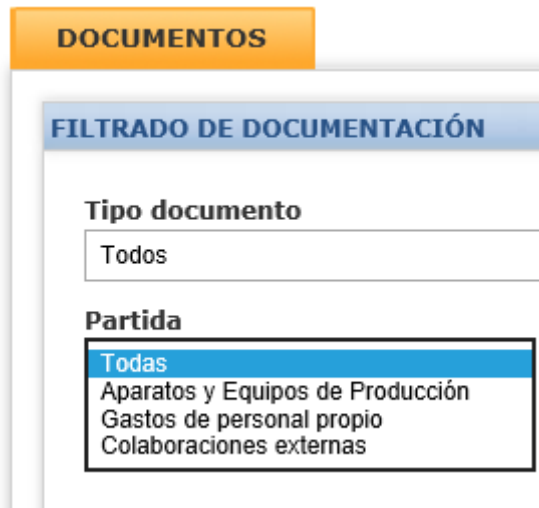 DOCUMENTOS
FILTRADO DE DOCUMENTACIÓN
Tipo documento
Todos
Partida
Todas
Aparatos y Equipos de Producción
Gastos de personal propio
Colaboraciones externas